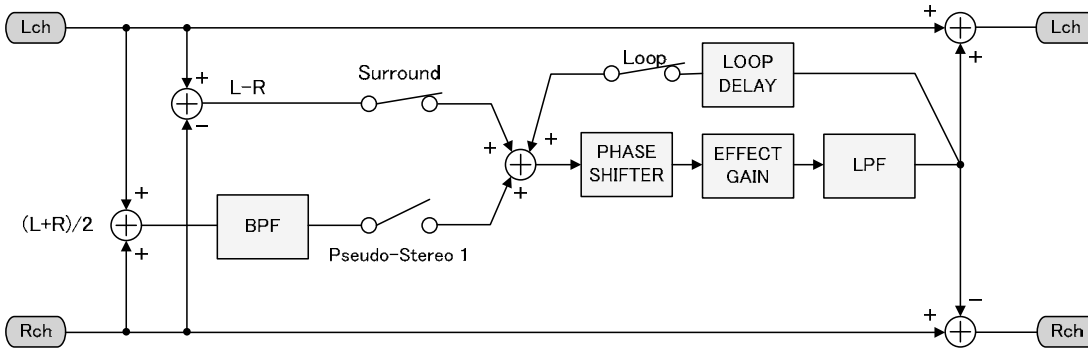 Lch
+
Lch
+
Loop
LOOP
DELAY
Surround
+
L-R
−
+
+
+
PHASE
SHIFTER
EFFECT
GAIN
LPF
+
+
(L+R)/2
BPF
+
Pseudo-Stereo 1
−
Rch
+
Rch